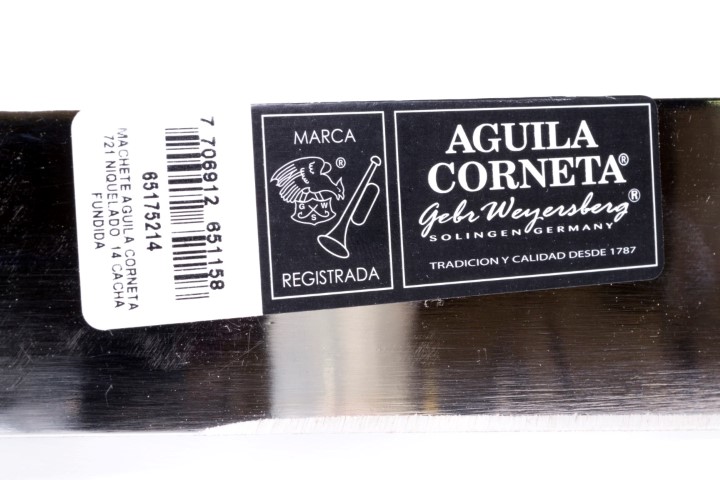 7 706912 651158
65175214
MACHETE AGUILA CORNETA
721 NIQUELADO 14 CACHA
FUNDIDA
MARCA
®
G W
S
REGISTRADA
AGUILA
CORNETA®
Gebr Weyersberg®
SOLINGEN GERMANY
TRADICION Y CALIDAD DESDE 1787